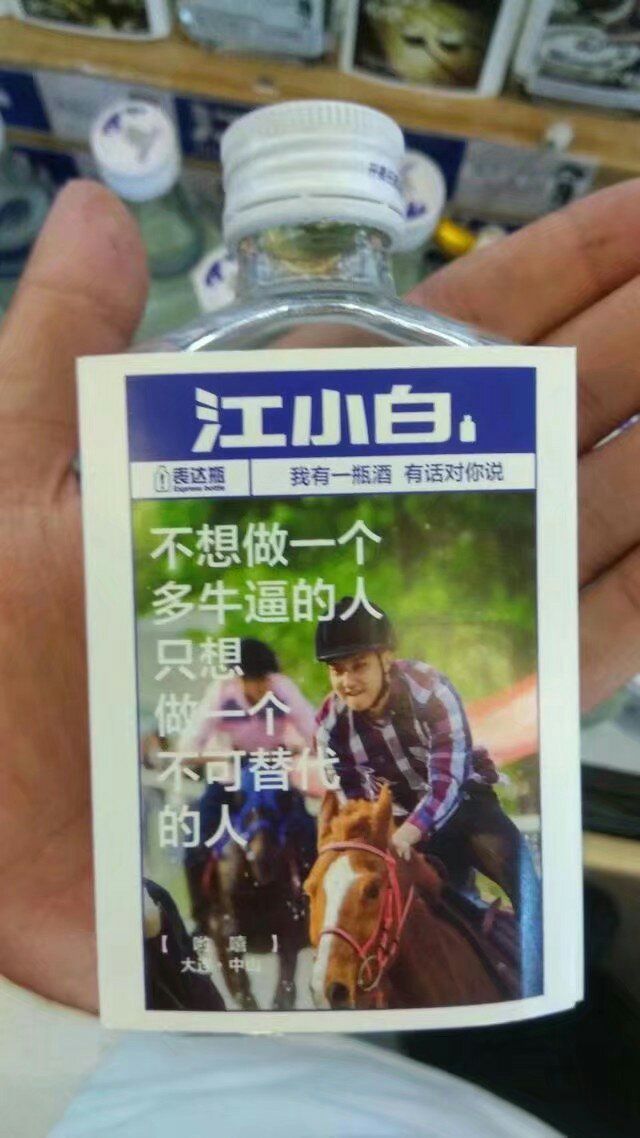 江小白
表达瓶 我有一瓶酒 有话对你说
Express bottle
不想做一个
多牛逼的人
只想
做一个
不可替代
的人
【 哟 嘻 】
大连·中山